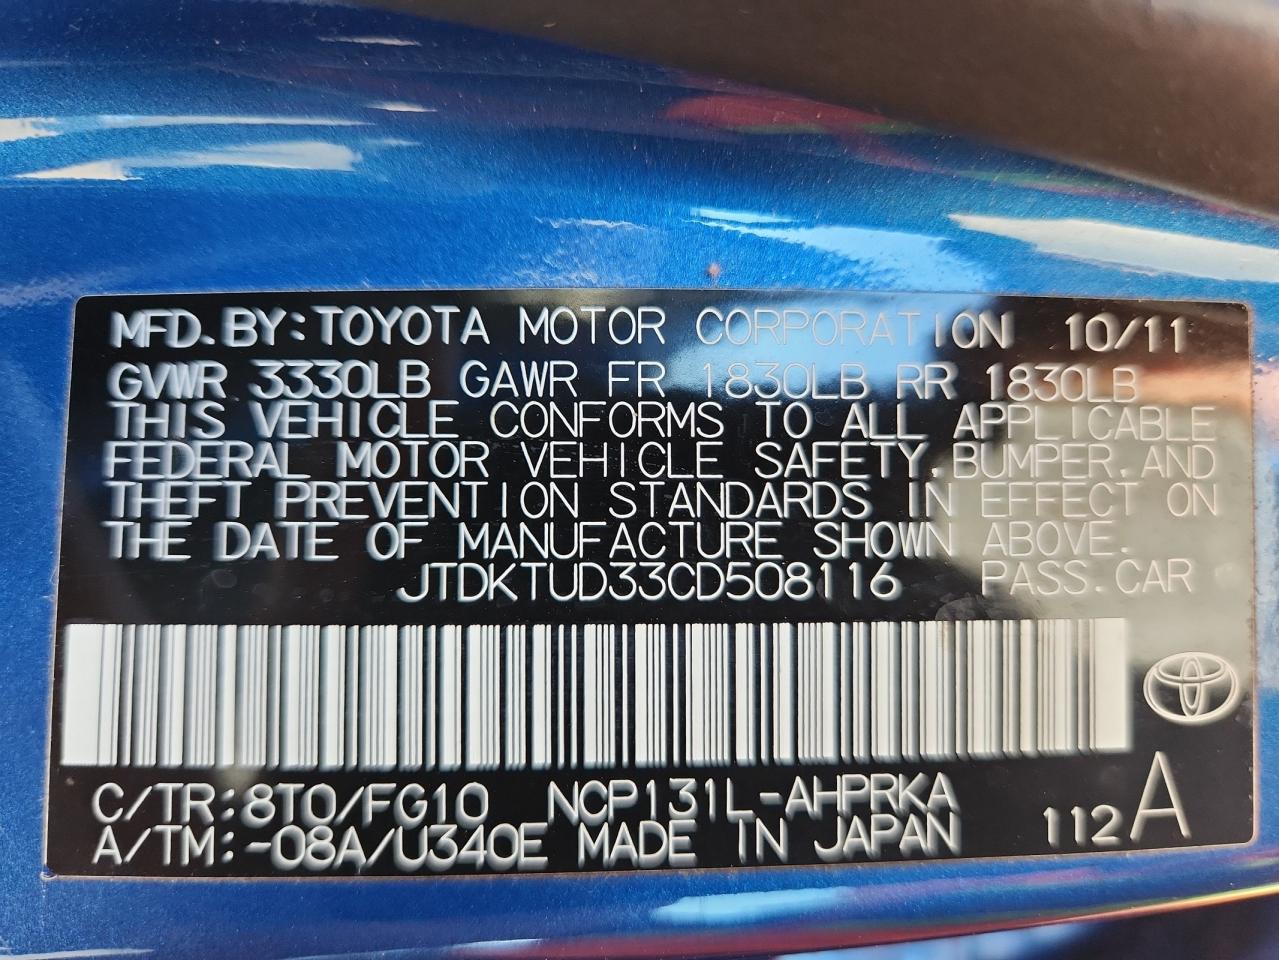 MFD. BY: TOYOTA MOTOR CORPORATION 10/11
GVWR 3330LB GAWR FR 1830LB RR 1830LB
THIS VEHICLE CONFORMS TO ALL APPLICABLE
FEDERAL MOTOR VEHICLE SAFETY, BUMPER, AND
THEFT PREVENTION STANDARDS IN EFFECT ON
THE DATE OF MANUFACTURE SHOWN ABOVE.
JTDKTUD33CD508116 PASS. CAR
C/TR: 8T0/FG10 NCP131L-AHPRKA
A/TM: -08A/U340E MADE IN JAPAN 112 A